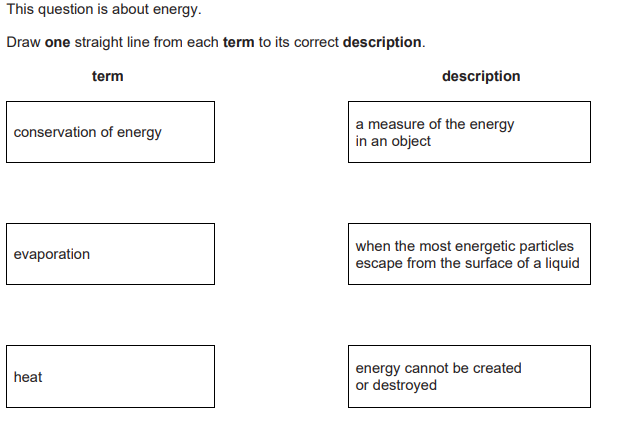 This question is about energy.
Draw one straight line from each term to its correct description.
term
description
conservation of energy
a measure of the energy
in an object
evaporation
when the most energetic particles
escape from the surface of a liquid
heat
energy cannot be created
or destroyed